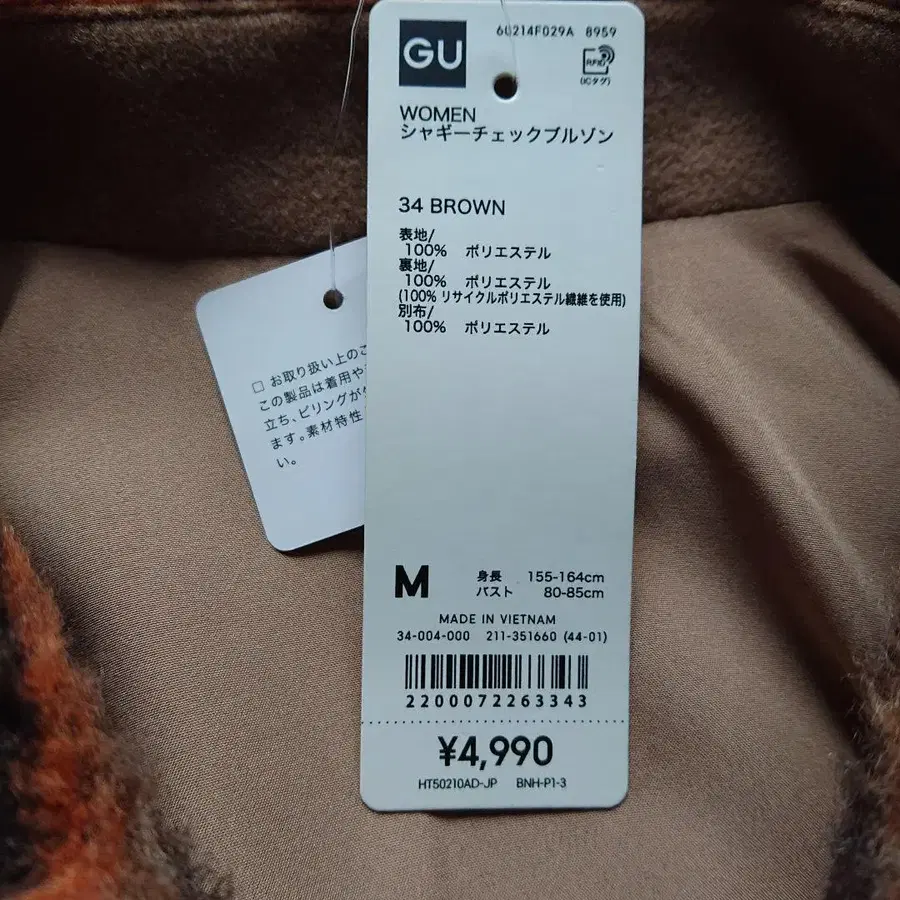 GU
60214F029A 8959
RFID
(ICタグ)
WOMEN
シャギーチェックブルゾン
34 BROWN
表地/
100% ポリエステル
裏地/
100% ポリエステル
(100% リサイクルポリエステル繊維を使用)
別布/
100% ポリエステル
M
身長 155-164cm
バスト 80-85cm
MADE IN VIETNAM
34-004-000 211-351660 (44-01)
2200072263343
¥4,990
HT50210AD-JP BNH-P1-3
□ お取り扱い上のご
この製品は着用や
立ち、ピリングが
ます。素材特性
い。